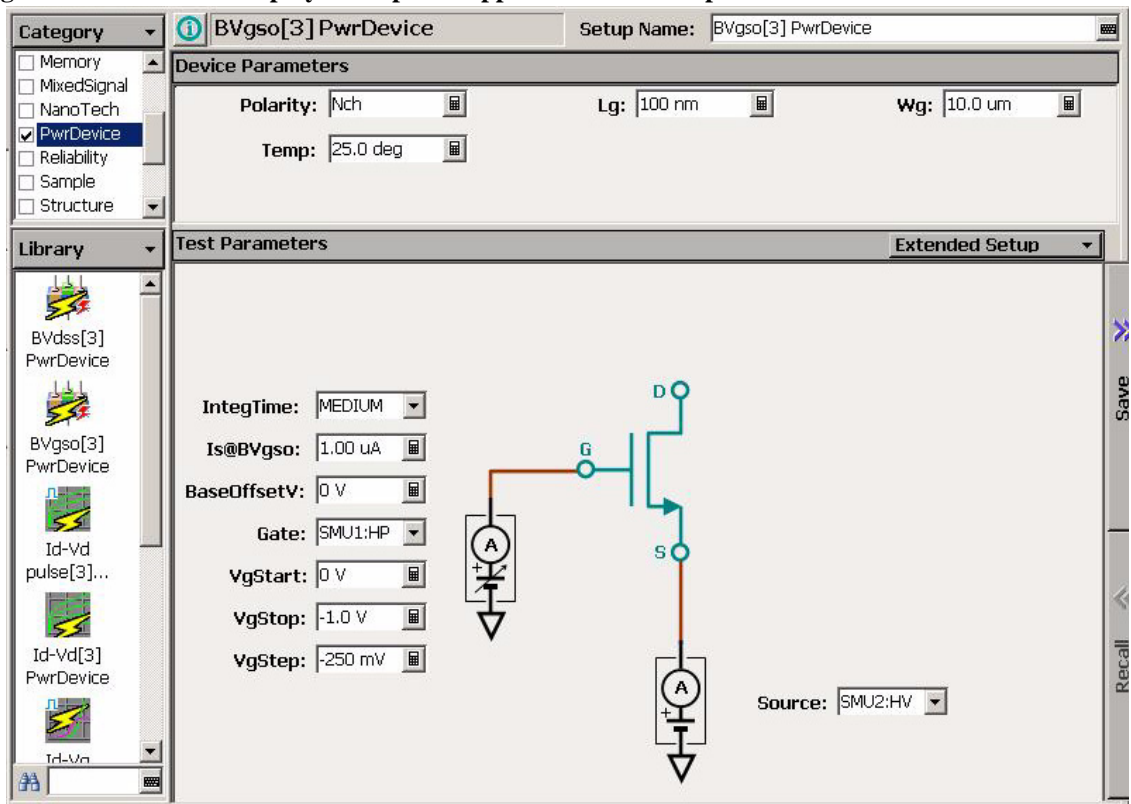 Category
BVgso[3] PwrDevice
Setup Name: BVgso[3] PwrDevice
Memory
MixedSignal
NanoTech
PwrDevice
Reliability
Sample
Structure
Device Parameters
Polarity: Nch
Lg: 100 nm
Wg: 10.0 um
Temp: 25.0 deg
Library
BVdss[3]
PwrDevice
BVgso[3]
PwrDevice
Id-Vd
pulse[3]...
Id-Vd[3]
PwrDevice
Id-Vg
Test Parameters
Extended Setup
IntegTime: MEDIUM
Is@BVgso: 1.00 uA
BaseOffsetV: 0 V
Gate: SMU1:HP
VgStart: 0 V
VgStop: -1.0 V
VgStep: -250 mV
D
G
S
A
+
A
+
Source: SMU2:HV
Save
Recall